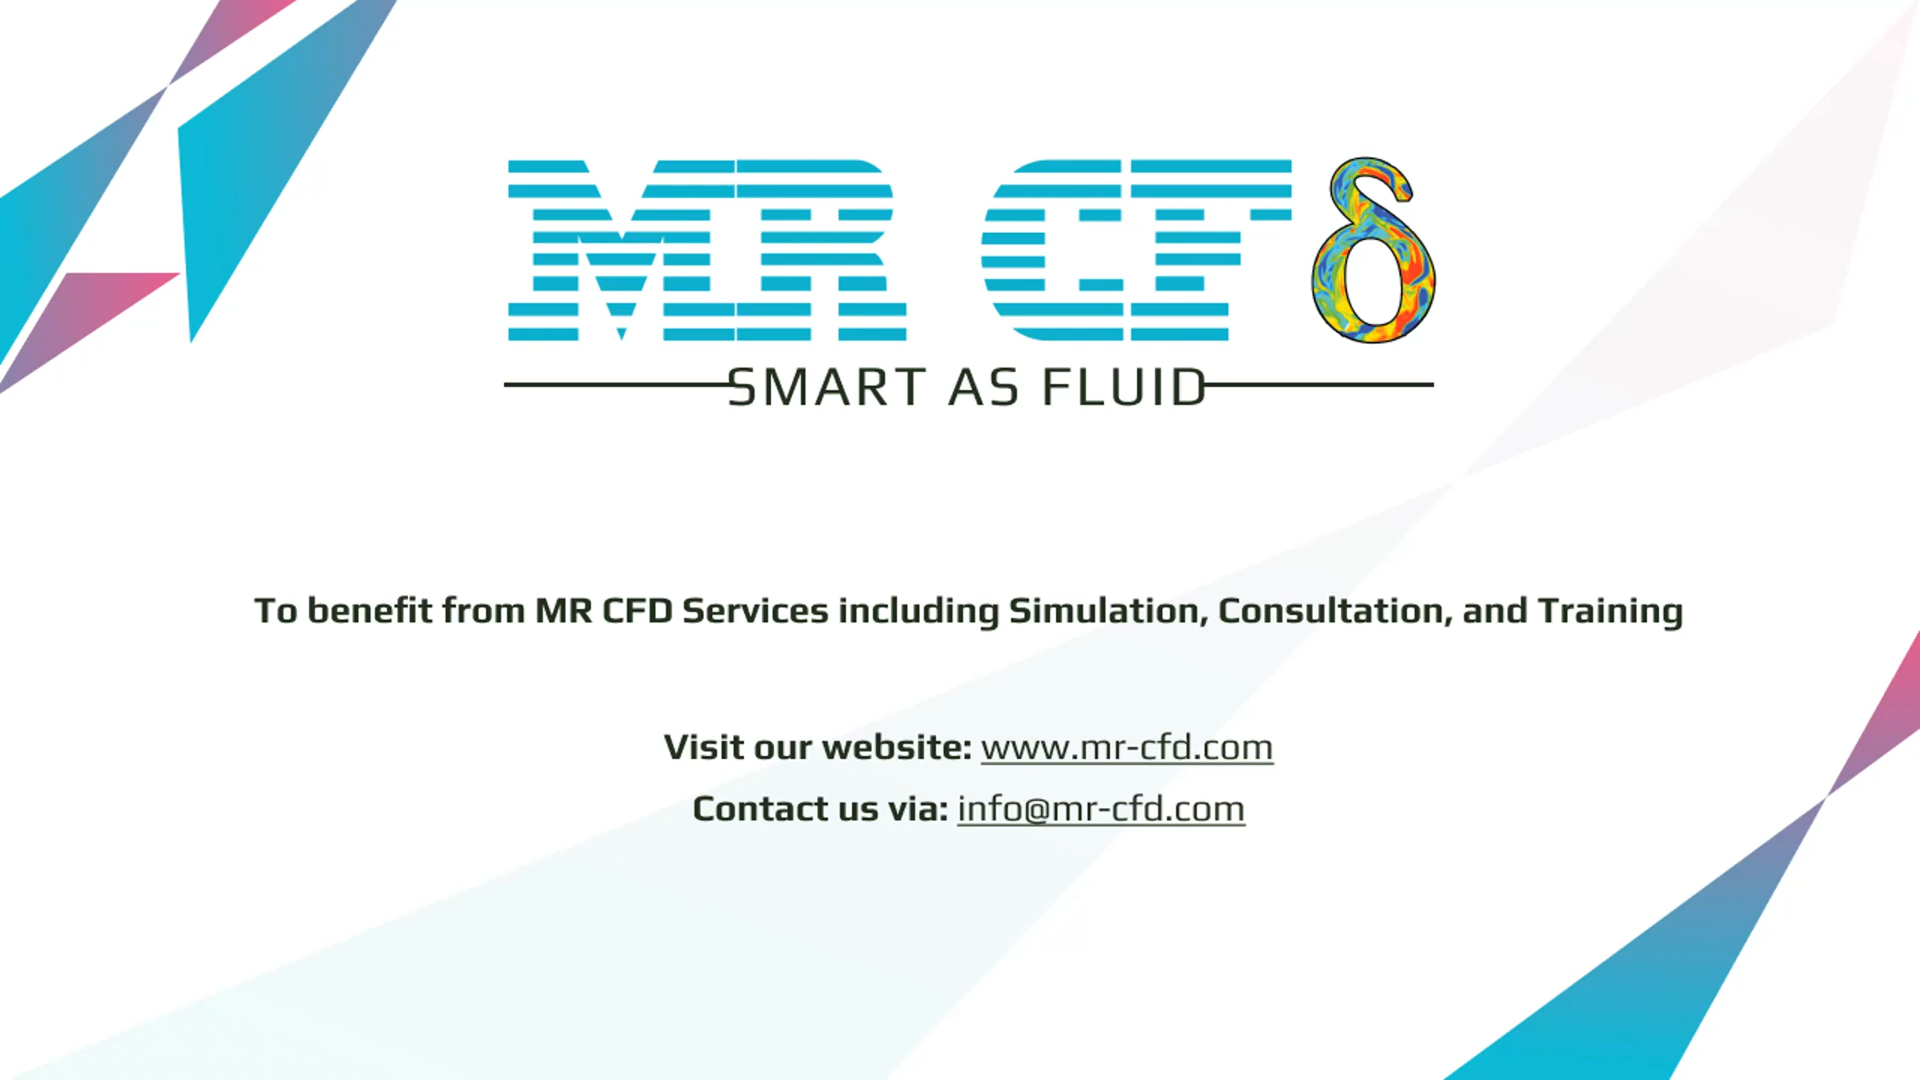 MR CFδ
SMART AS FLUID
To benefit from MR CFD Services including Simulation, Consultation, and Training
Visit our website: www.mr-cfd.com
Contact us via: info@mr-cfd.com